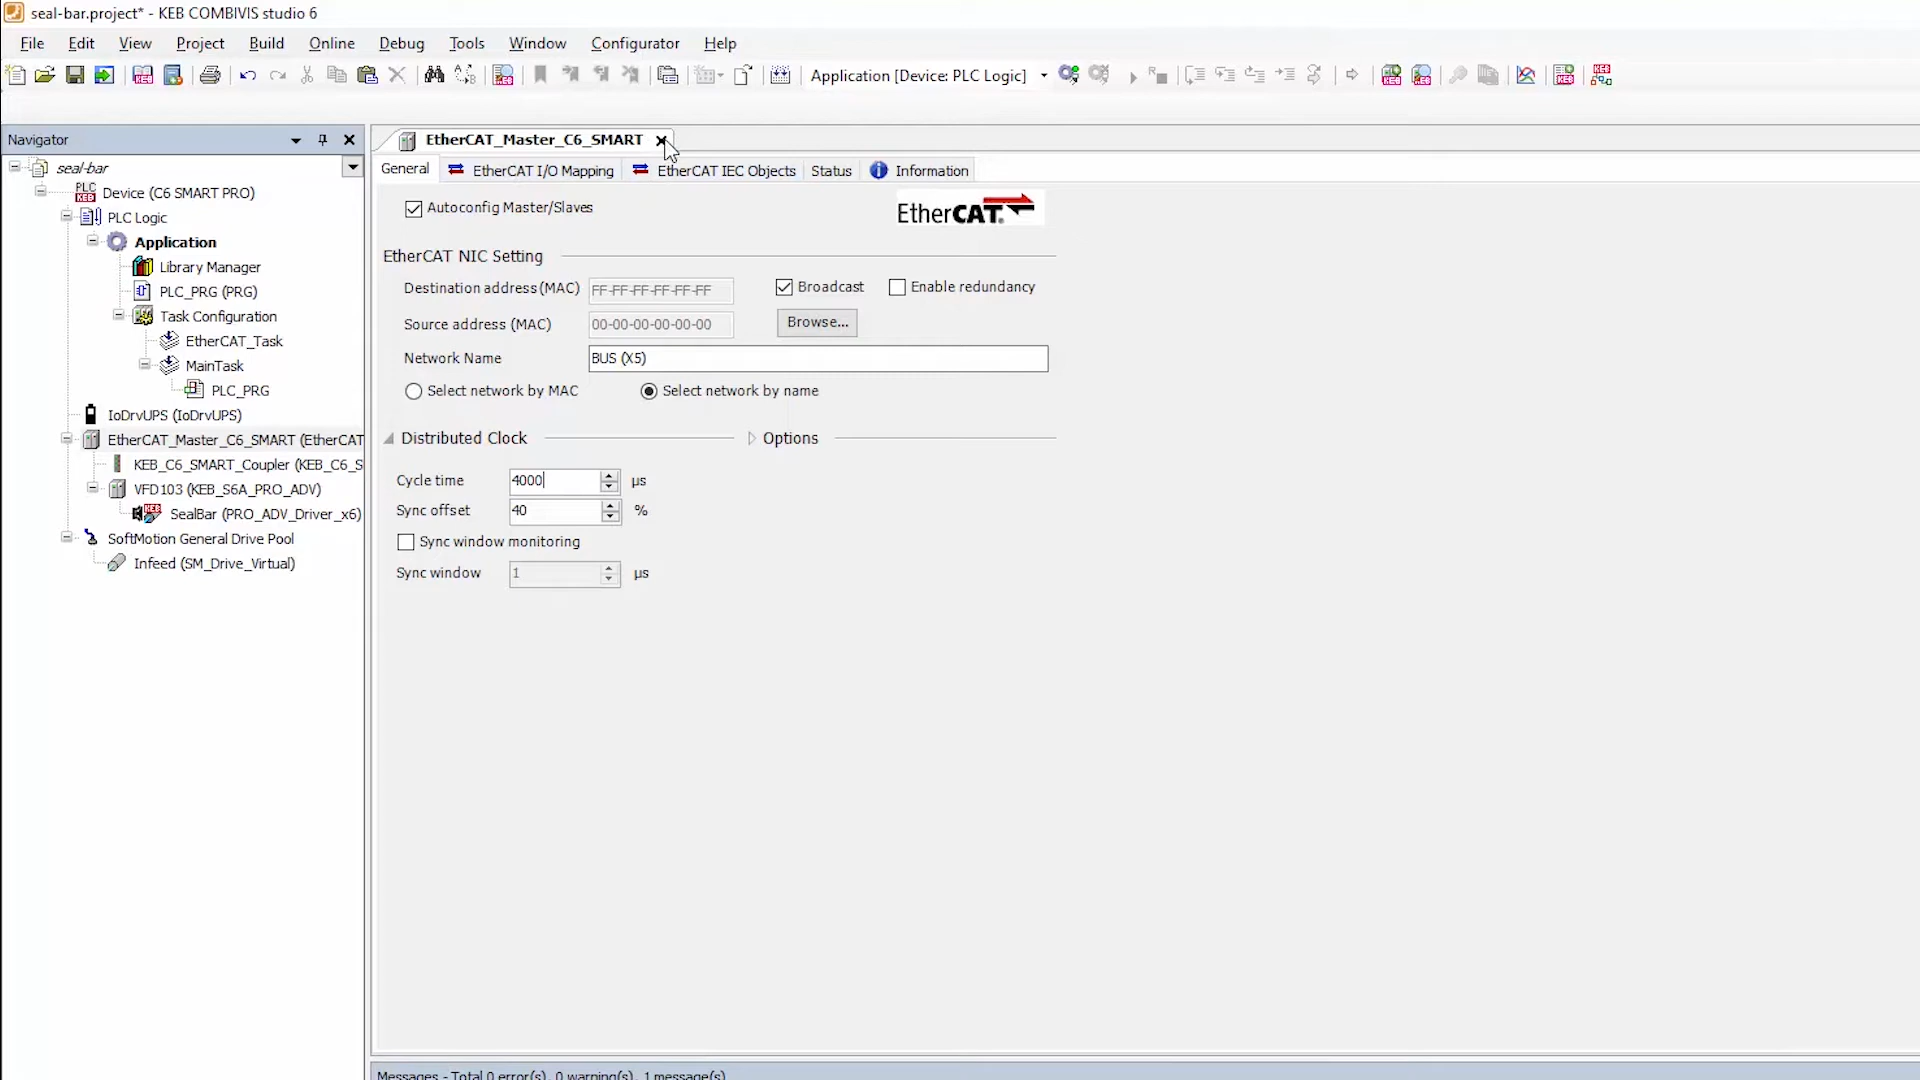 seal-bar.project* - KEB COMBIVIS studio 6
File Edit View Project Build Online Debug Tools Window Configurator Help
Application [Device: PLC Logic]
Navigator
seal-bar
PLC KEB Device (C6 SMART PRO)
PLC Logic
Application
Library Manager
PLC_PRG (PRG)
Task Configuration
EtherCAT_Task
MainTask
PLC_PRG
IoDrvUPS (IoDrvUPS)
EtherCAT_Master_C6_SMART (EtherCAT
KEB_C6_SMART_Coupler (KEB_C6_S
VFD103 (KEB_S6A_PRO_ADV)
SealBar (PRO_ADV_Driver_x6)
SoftMotion General Drive Pool
Infeed (SM_Drive_Virtual)
EtherCAT_Master_C6_SMART
General EtherCAT I/O Mapping EtherCAT IEC Objects Status Information
Autoconfig Master/Slaves
EtherCAT.
EtherCAT NIC Setting
Destination address (MAC) FF-FF-FF-FF-FF-FF Broadcast Enable redundancy
Source address (MAC) 00-00-00-00-00-00 Browse...
Network Name BUS (X5)
Select network by MAC Select network by name
Distributed Clock Options
Cycle time 4000 µs
Sync offset 40 %
Sync window monitoring
Sync window 1 µs
Messages - Total 0 error(s), 0 warning(s), 1 message(s)